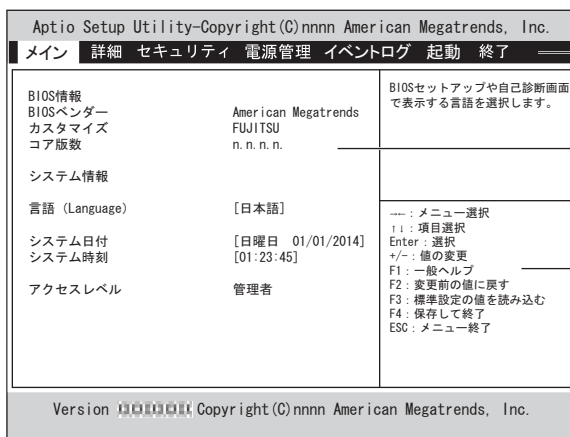 Aptio Setup Utility-Copyright(C)nnnn American Megatrends, Inc.
メイン 詳細 セキュリティ 電源管理 イベントログ 起動 終了
BIOS情報
BIOSベンダー American Megatrends
カスタマイズ FUJITSU
コア版数 n.n.n.n.
システム情報
言語（Language） [日本語]
システム日付 [日曜日 01/01/2014]
システム時刻 [01:23:45]
アクセスレベル 管理者
BIOSセットアップや自己診断画面
で表示する言語を選択します。
→←：メニュー選択
↑↓：項目選択
Enter：選択
+/-：値の変更
F1：一般ヘルプ
F2：変更前の値に戻す
F3：標準設定の値を読み込む
F4：保存して終了
ESC：メニュー終了
Version Copyright(C)nnnn American Megatrends, Inc.